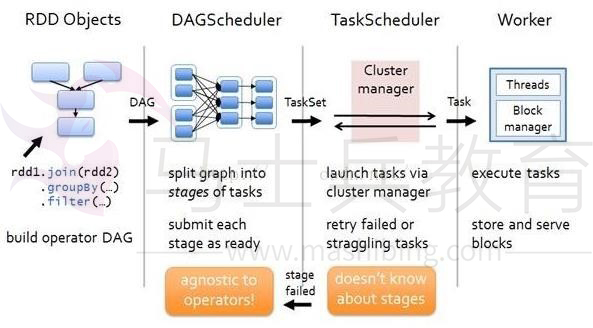 RDD Objects
DAGScheduler
TaskScheduler
Worker
DAG
TaskSet
Cluster
manager
Task
Threads
Block
manager
rdd1.join(rdd2)
.groupBy(…)
.filter(…)
build operator DAG
split graph into
stages of tasks
submit each
stage as ready
launch tasks via
cluster manager
retry failed or
straggling tasks
execute tasks
store and serve
blocks
agnostic to
operators!
stage
failed
doesn't know
about stages
马士兵教育
www.mashibing.com